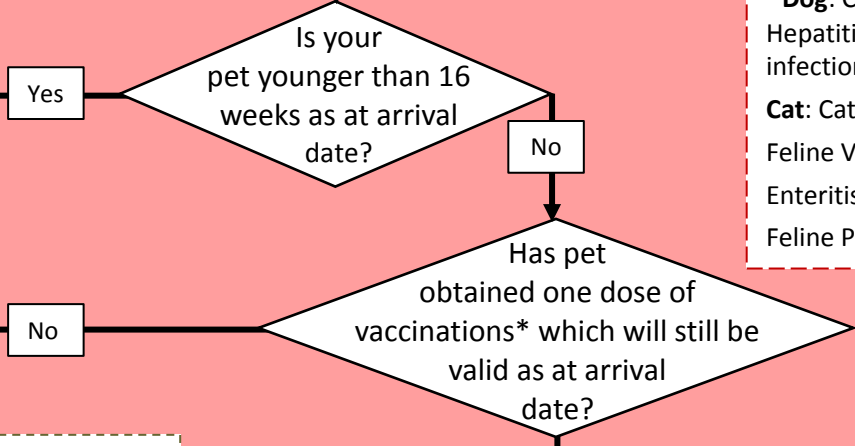 Is your
pet younger than 16
weeks as at arrival
date?
Yes
No
Dog:
Hepatiti
infection
Cat: Cat
Feline V
Enteritis
Feline P
Has pet
obtained one dose of
vaccinations* which will still be
valid as at arrival
date?
No